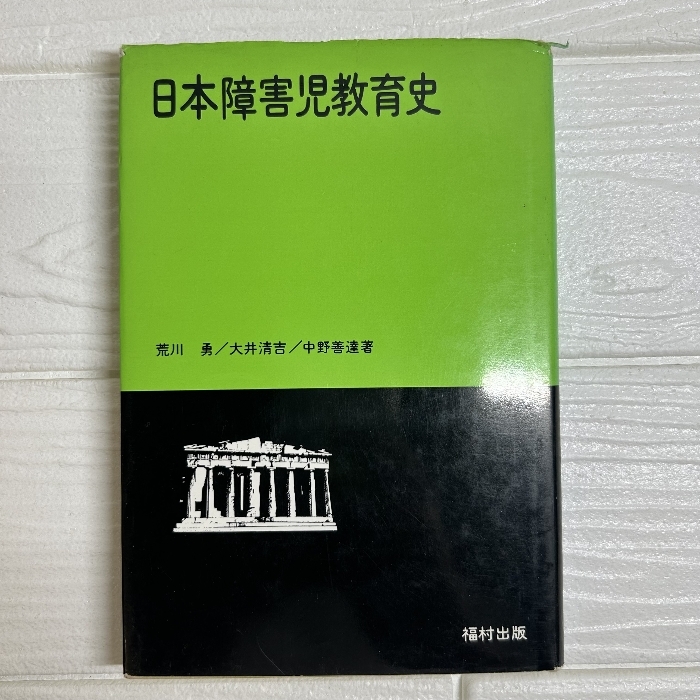 日本障害児教育史
荒川 勇/大井清吉/中野善達著
福村出版